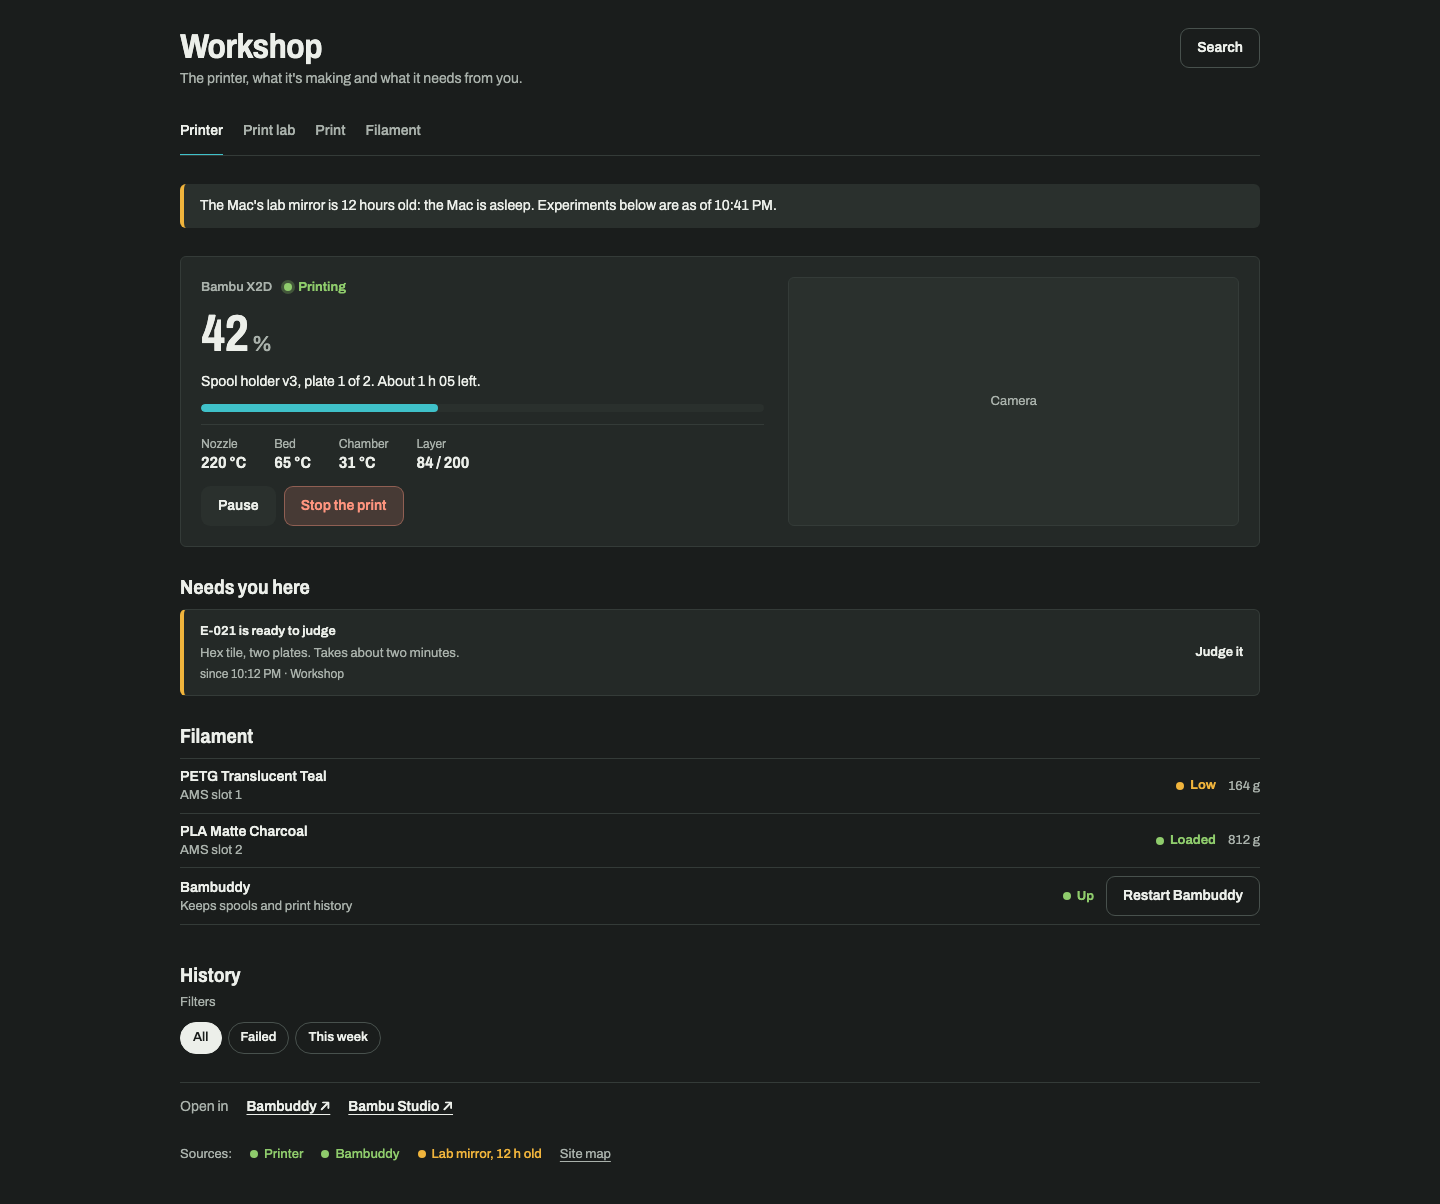 Workshop
Search
The printer, what it's making and what it needs from you.
Printer Print lab Print Filament
The Mac's lab mirror is 12 hours old: the Mac is asleep. Experiments below are as of 10:41 PM.
Bambu X2D Printing
42 %
Spool holder v3, plate 1 of 2. About 1 h 05 left.
Camera
Nozzle Bed Chamber Layer
220 °C 65 °C 31 °C 84 / 200
Pause Stop the print
Needs you here
E-021 is ready to judge
Hex tile, two plates. Takes about two minutes.
since 10:12 PM · Workshop
Judge it
Filament
PETG Translucent Teal
AMS slot 1
Low 164 g
PLA Matte Charcoal
AMS slot 2
Loaded 812 g
Bambuddy
Keeps spools and print history
Up Restart Bambuddy
History
Filters
All Failed This week
Open in Bambuddy ↗ Bambu Studio ↗
Sources: Printer Bambuddy Lab mirror, 12 h old Site map